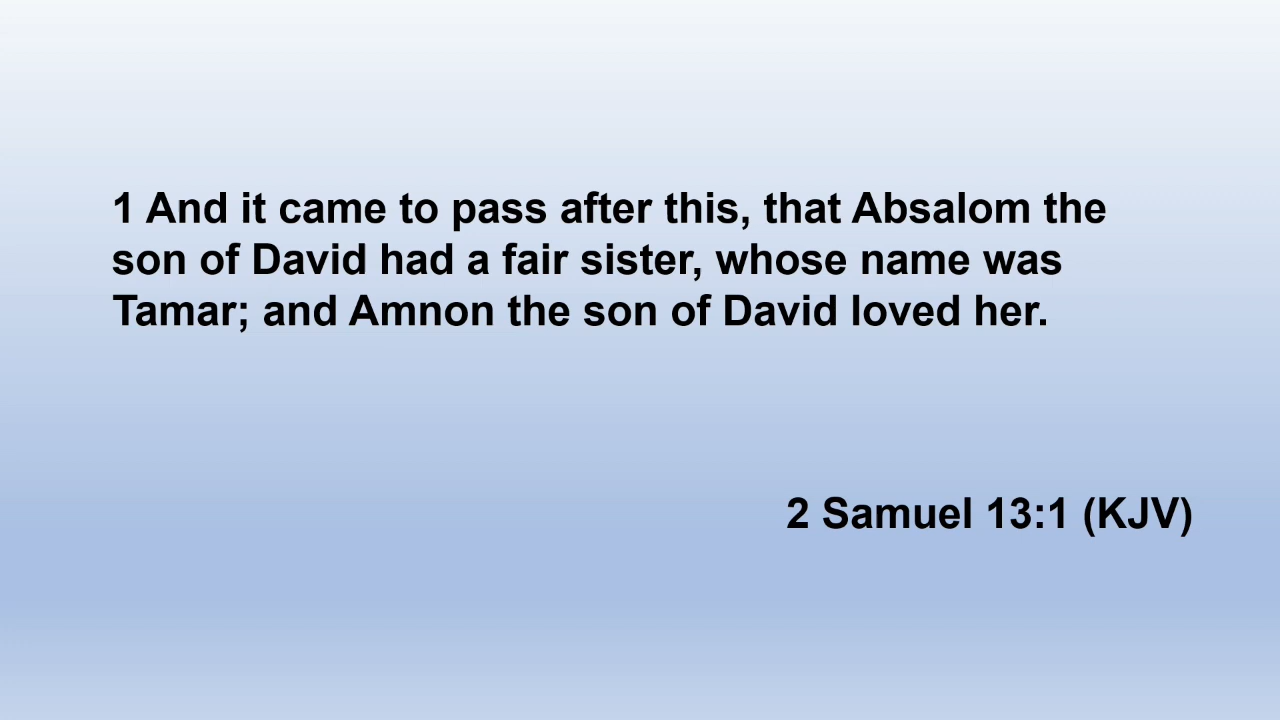 1 And it came to pass after this, that Absalom the
son of David had a fair sister, whose name was
Tamar; and Amnon the son of David loved her.
2 Samuel 13:1 (KJV)